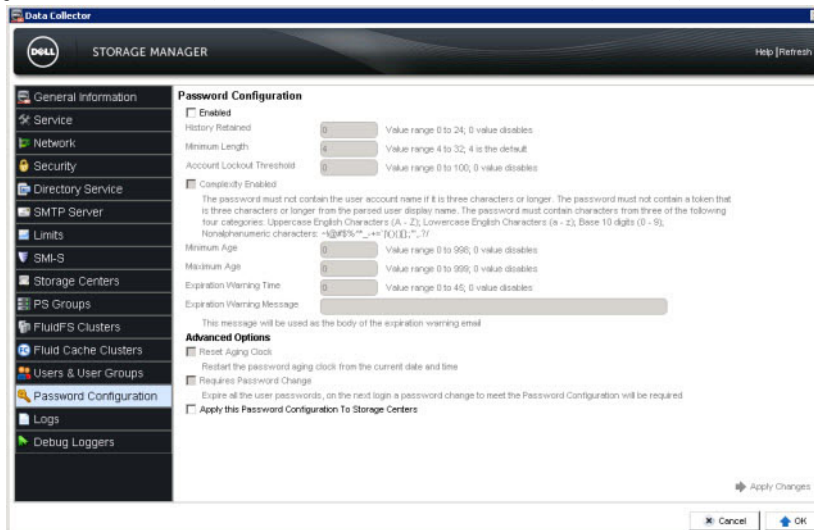 Data Collector
DELL
STORAGE MANAGER
Help | Refresh
General Information
Service
Network
Security
Directory Service
SMTP Server
Limits
SMI-S
Storage Centers
PS Groups
FluidFS Clusters
Fluid Cache Clusters
Users & User Groups
Password Configuration
Logs
Debug Loggers
Password Configuration
Enabled
History Retained 0 Value range 0 to 24; 0 value disables
Minimum Length 4 Value range 4 to 32; 4 is the default
Account Lockout Threshold 0 Value range 0 to 100; 0 value disables
Complexity Enabled
The password must not contain the user account name if it is three characters or longer. The password must not contain a token that
is three characters or longer from the parsed user display name. The password must contain characters from three of the following
four categories: Uppercase English Characters (A - Z); Lowercase English Characters (a - z); Base 10 digits (0 - 9);
Nonalphanumeric characters:
Minimum Age 0 Value range 0 to 998; 0 value disables
Maximum Age 0 Value range 0 to 999; 0 value disables
Expiration Warning Time 0 Value range 0 to 45; 0 value disables
Expiration Warning Message
This message will be used as the body of the expiration warning email
Advanced Options
Reset Aging Clock
Restart the password aging clock from the current date and time
Requires Password Change
Expire all the user passwords, on the next login a password change to meet the Password Configuration will be required
Apply this Password Configuration To Storage Centers
Apply Changes
Cancel
OK